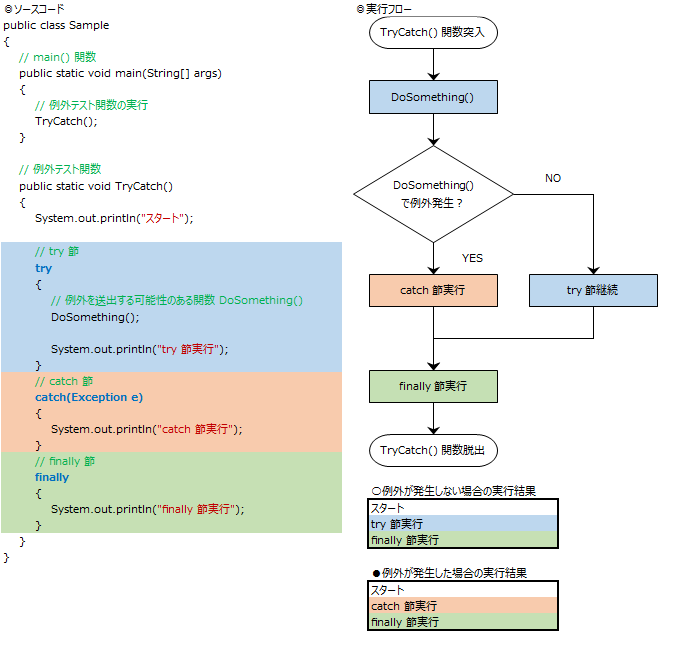 ◎ソースコード
public class Sample
{
// main() 関数
public static void main(String[] args)
{
// 例外テスト関数の実行
TryCatch();
}
// 例外テスト関数
public static void TryCatch()
{
System.out.println("スタート");
// try 節
try
{
// 例外を送出する可能性のある関数 DoSomething()
DoSomething();
System.out.println("try 節実行");
}
// catch 節
catch(Exception e)
{
System.out.println("catch 節実行");
}
// finally 節
finally
{
System.out.println("finally 節実行");
}
}
}
◎実行フロー
TryCatch() 関数突入
DoSomething()
DoSomething()
で例外発生？
NO
YES
catch 節実行
try 節継続
finally 節実行
TryCatch() 関数脱出
○例外が発生しない場合の実行結果
スタート
try 節実行
finally 節実行
●例外が発生した場合の実行結果
スタート
catch 節実行
finally 節実行